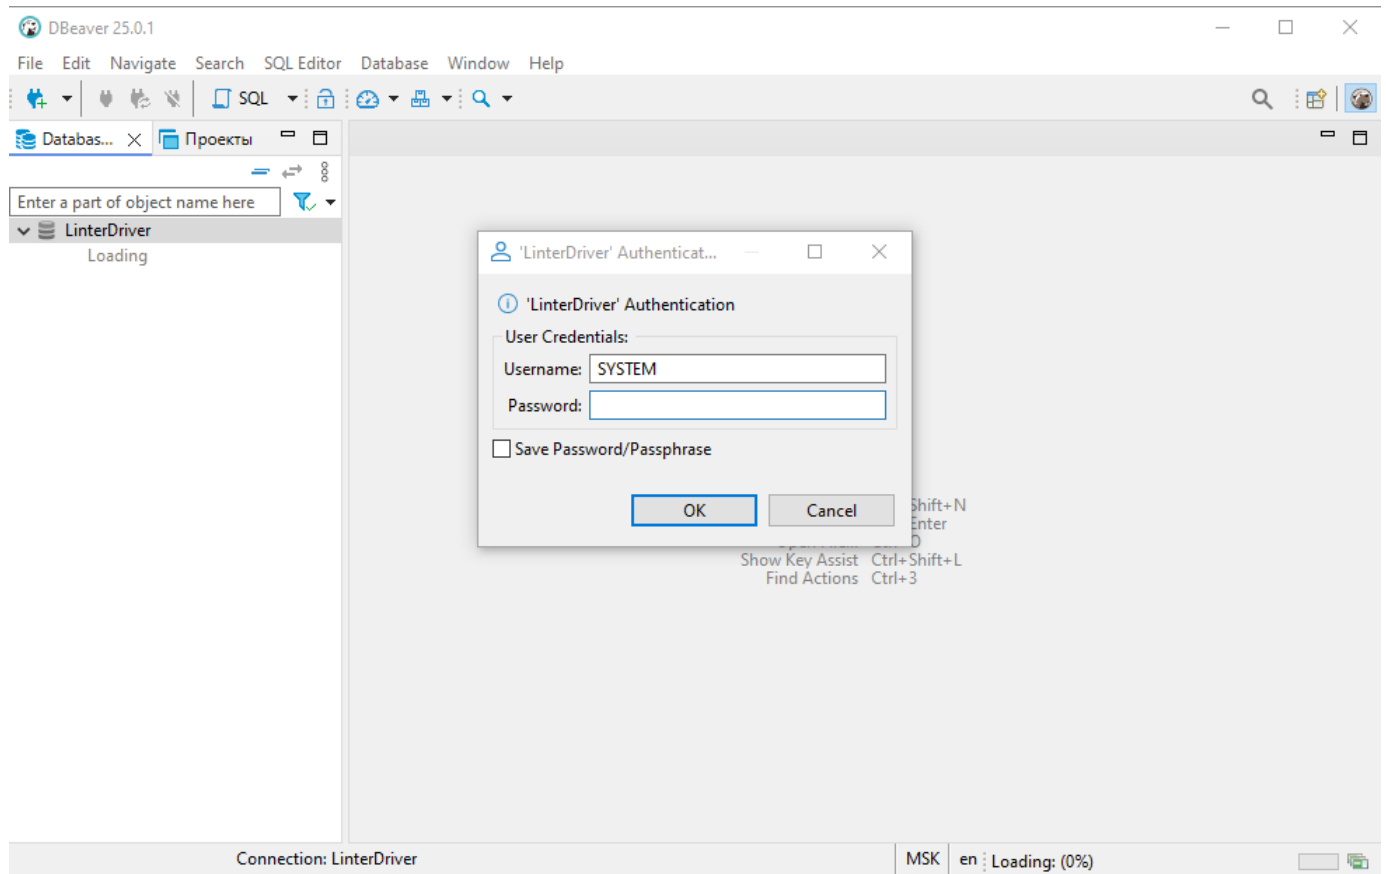 DBeaver 25.0.1
File Edit Navigate Search SQL Editor Database Window Help
SQL
Databas... Проекты
Enter a part of object name here
LinterDriver
Loading
'LinterDriver' Authenticat...
'LinterDriver' Authentication
User Credentials:
Username: SYSTEM
Password:
Save Password/Passphrase
OK Cancel
Shift+N
Enter
Show Key Assist Ctrl+Shift+L
Find Actions Ctrl+3
Connection: LinterDriver MSK en Loading: (0%)